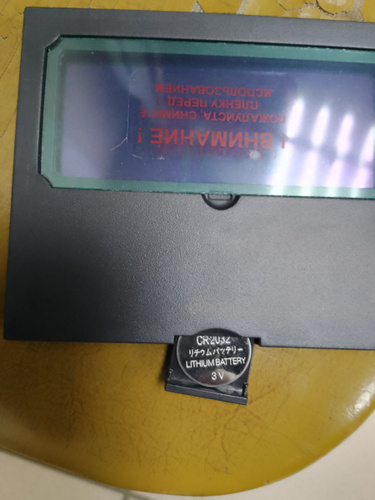 ! ВНИМАНИЕ !
ПОЖАЛУЙСТА, СНИМИТЕ
ПЛЕНКУ ПЕРЕД
ИСПОЛЬЗОВАНИЕМ
CR2032
リチウムバッテリー
LITHIUM BATTERY
3V